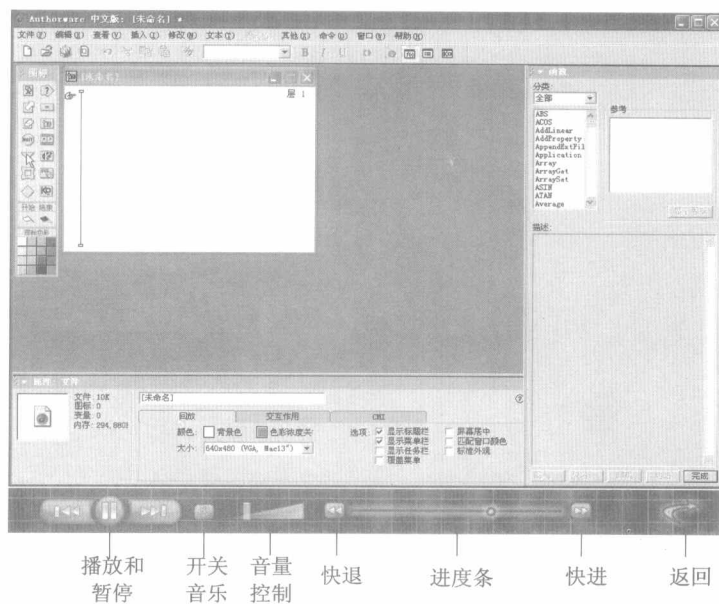 Authorware 中文版: [未命名] *
文件(F) 编辑(E) 查看(V) 插入(I) 修改(M) 文本(T) 其他(X) 命令(C) 窗口(W) 帮助(H)
B I U
图标
开始 结束
图标色彩
[未命名]
层 1
函数
分类:
全部
参考
ABS
ACOS
AddLinear
AddProperty
AppendExtFil
Application
Array
ArrayGet
ArraySet
ASIN
ATAN
Average
描述:
属性: 文件
文件: 10K
图标: 0
变量: 0
内存: 294,880K
[未命名]
回放 交互作用 CMI
颜色: 背景色 色彩浓度关
大小: 640x480 (VGA, Mac13")
选项: 显示标题栏
显示菜单栏
显示任务栏
覆盖菜单
屏幕居中
匹配窗口颜色
标准外观
完成
播放和暂停
开关音乐
音量控制
快退
进度条
快进
返回